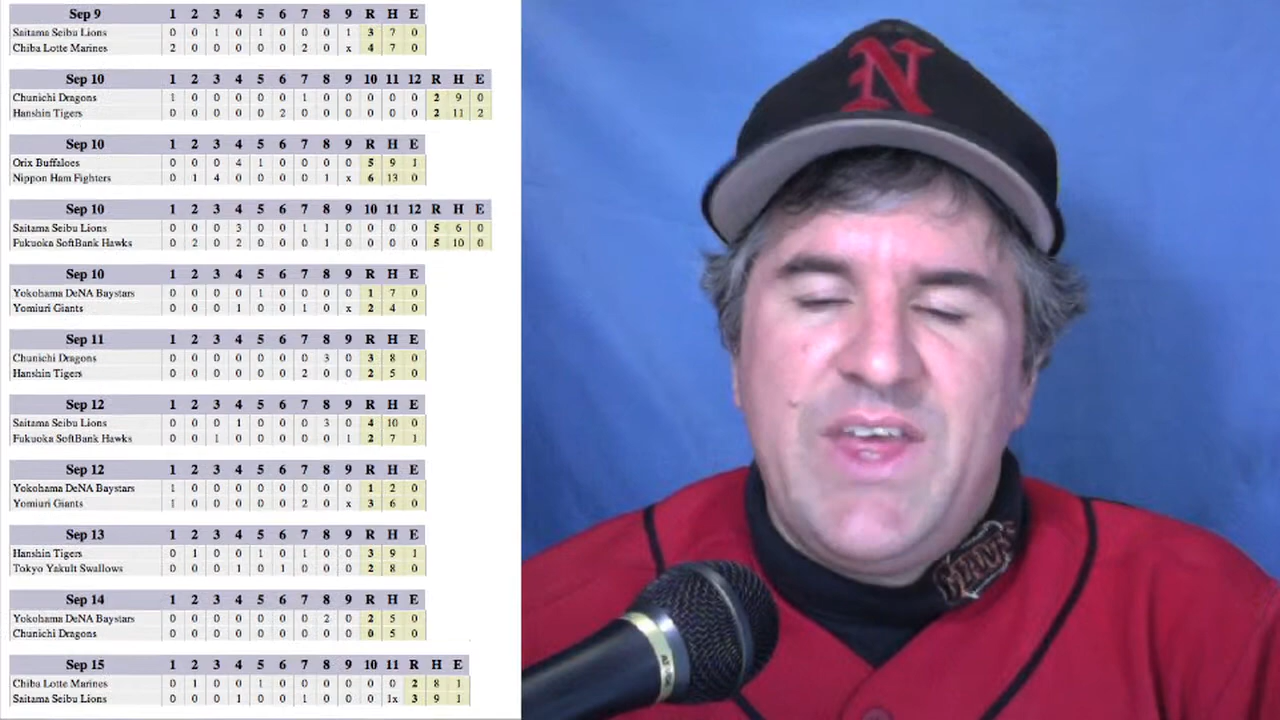 Sep 9 1 2 3 4 5 6 7 8 9 R H E
Saitama Seibu Lions 0 0 1 0 1 0 0 0 1 3 7 0
Chiba Lotte Marines 2 0 0 0 0 0 2 0 x 4 7 0
Sep 10 1 2 3 4 5 6 7 8 9 10 11 12 R H E
Chunichi Dragons 1 0 0 0 0 0 1 0 0 0 0 0 2 9 0
Hanshin Tigers 0 0 0 0 0 2 0 0 0 0 0 0 2 11 2
Sep 10 1 2 3 4 5 6 7 8 9 R H E
Orix Buffaloes 0 0 0 4 1 0 0 0 0 5 9 1
Nippon Ham Fighters 0 1 4 0 0 0 0 1 x 6 13 0
Sep 10 1 2 3 4 5 6 7 8 9 10 11 12 R H E
Saitama Seibu Lions 0 0 0 3 0 0 1 1 0 0 0 0 5 6 0
Fukuoka SoftBank Hawks 0 2 0 2 0 0 0 1 0 0 0 0 5 10 0
Sep 10 1 2 3 4 5 6 7 8 9 R H E
Yokohama DeNA Baystars 0 0 0 0 1 0 0 0 0 1 7 0
Yomiuri Giants 0 0 0 1 0 0 1 0 x 2 4 0
Sep 11 1 2 3 4 5 6 7 8 9 R H E
Chunichi Dragons 0 0 0 0 0 0 0 3 0 3 8 0
Hanshin Tigers 0 0 0 0 0 0 2 0 0 2 5 0
Sep 12 1 2 3 4 5 6 7 8 9 R H E
Saitama Seibu Lions 0 0 0 1 0 0 0 3 0 4 10 0
Fukuoka SoftBank Hawks 0 0 1 0 0 0 0 0 1 2 7 1
Sep 12 1 2 3 4 5 6 7 8 9 R H E
Yokohama DeNA Baystars 1 0 0 0 0 0 0 0 0 1 2 0
Yomiuri Giants 1 0 0 0 0 0 2 0 x 3 6 0
Sep 13 1 2 3 4 5 6 7 8 9 R H E
Hanshin Tigers 0 1 0 0 1 0 1 0 0 3 9 1
Tokyo Yakult Swallows 0 0 0 1 0 1 0 0 0 2 8 0
Sep 14 1 2 3 4 5 6 7 8 9 R H E
Yokohama DeNA Baystars 0 0 0 0 0 0 0 2 0 2 5 0
Chunichi Dragons 0 0 0 0 0 0 0 0 0 0 5 0
Sep 15 1 2 3 4 5 6 7 8 9 10 11 R H E
Chiba Lotte Marines 0 1 0 0 1 0 0 0 0 0 0 2 8 1
Saitama Seibu Lions 0 0 0 1 0 0 1 0 0 0 1x 3 9 1
N